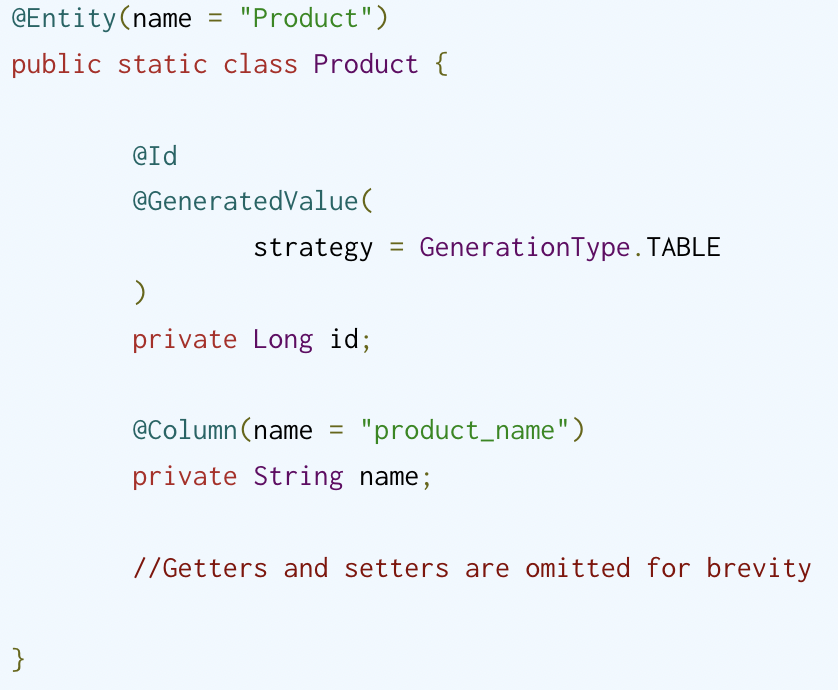 @Entity(name = "Product")
public static class Product {
@Id
@GeneratedValue(
strategy = GenerationType.TABLE
)
private Long id;
@Column(name = "product_name")
private String name;
//Getters and setters are omitted for brevity
}